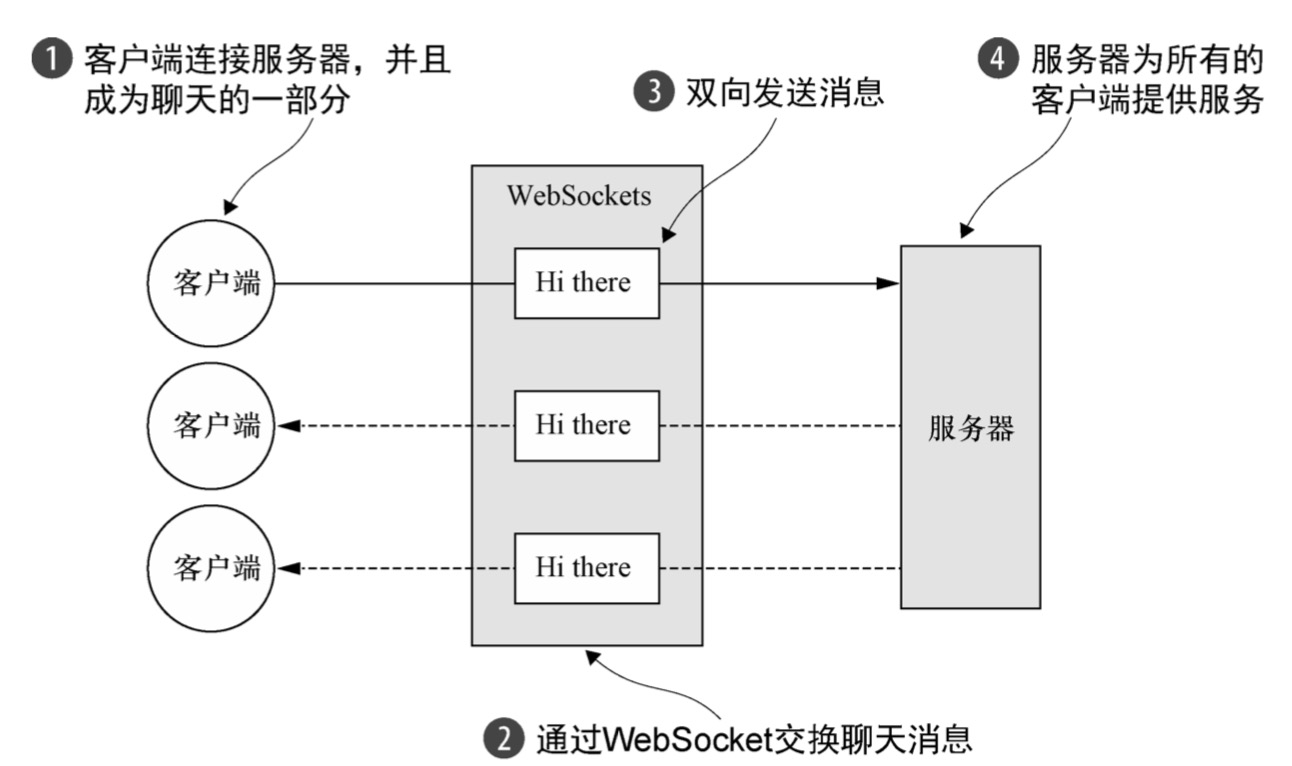 1 客户端连接服务器，并且
成为聊天的一部分
3 双向发送消息
4 服务器为所有的
客户端提供服务
WebSockets
客户端
Hi there
客户端
Hi there
服务器
客户端
Hi there
2 通过WebSocket交换聊天消息